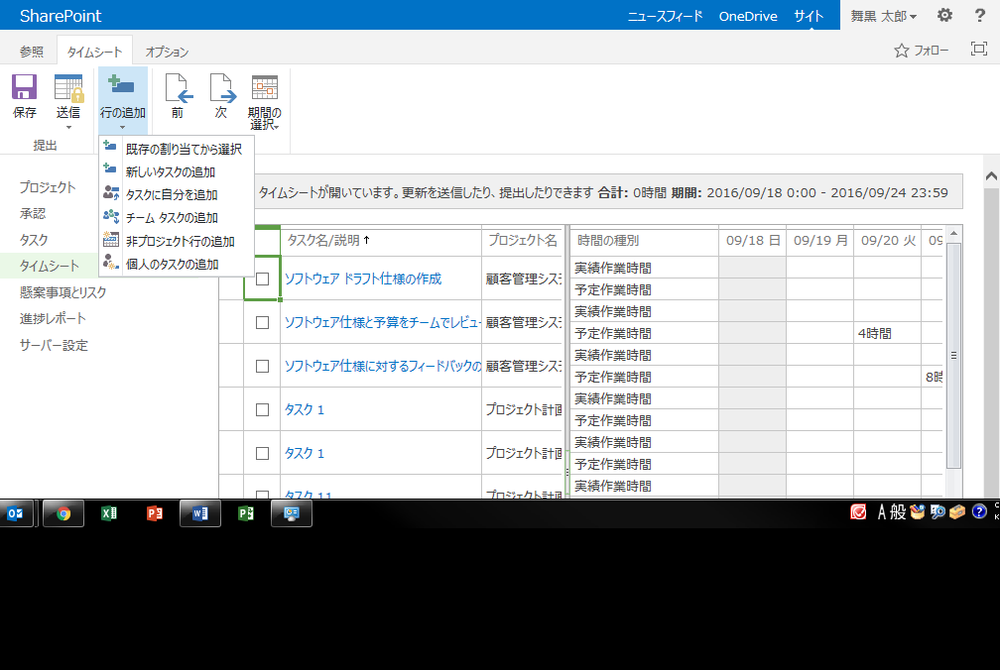 SharePoint
ニュースフィード OneDrive サイト 舞黒 太郎 ?
参照 タイムシート オプション
フォロー
保存 送信 行の追加 前 次 期間の
選択
提出
既存の割り当てから選択
新しいタスクの追加
タスクに自分を追加
チーム タスクの追加
非プロジェクト行の追加
個人のタスクの追加
プロジェクト
承認
タスク
タイムシート
懸案事項とリスク
進捗レポート
サーバー設定
タイムシートが開いています。更新を送信したり、提出したりできます 合計: 0時間 期間: 2016/09/18 0:00 - 2016/09/24 23:59
タスク名/説明↑ プロジェクト名 時間の種別 09/18 日 09/19 月 09/20 火 09
ソフトウェア ドラフト仕様の作成 顧客管理シス 実績作業時間
予定作業時間
ソフトウェア仕様と予算をチームでレビュー 顧客管理シス 実績作業時間
予定作業時間 4時間
ソフトウェア仕様に対するフィードバックの 顧客管理シス 実績作業時間
予定作業時間 8時
タスク 1 プロジェクト計画 実績作業時間
予定作業時間
タスク 1 プロジェクト計画 実績作業時間
予定作業時間
タスク 11 プロジェクト計画 実績作業時間
A 般